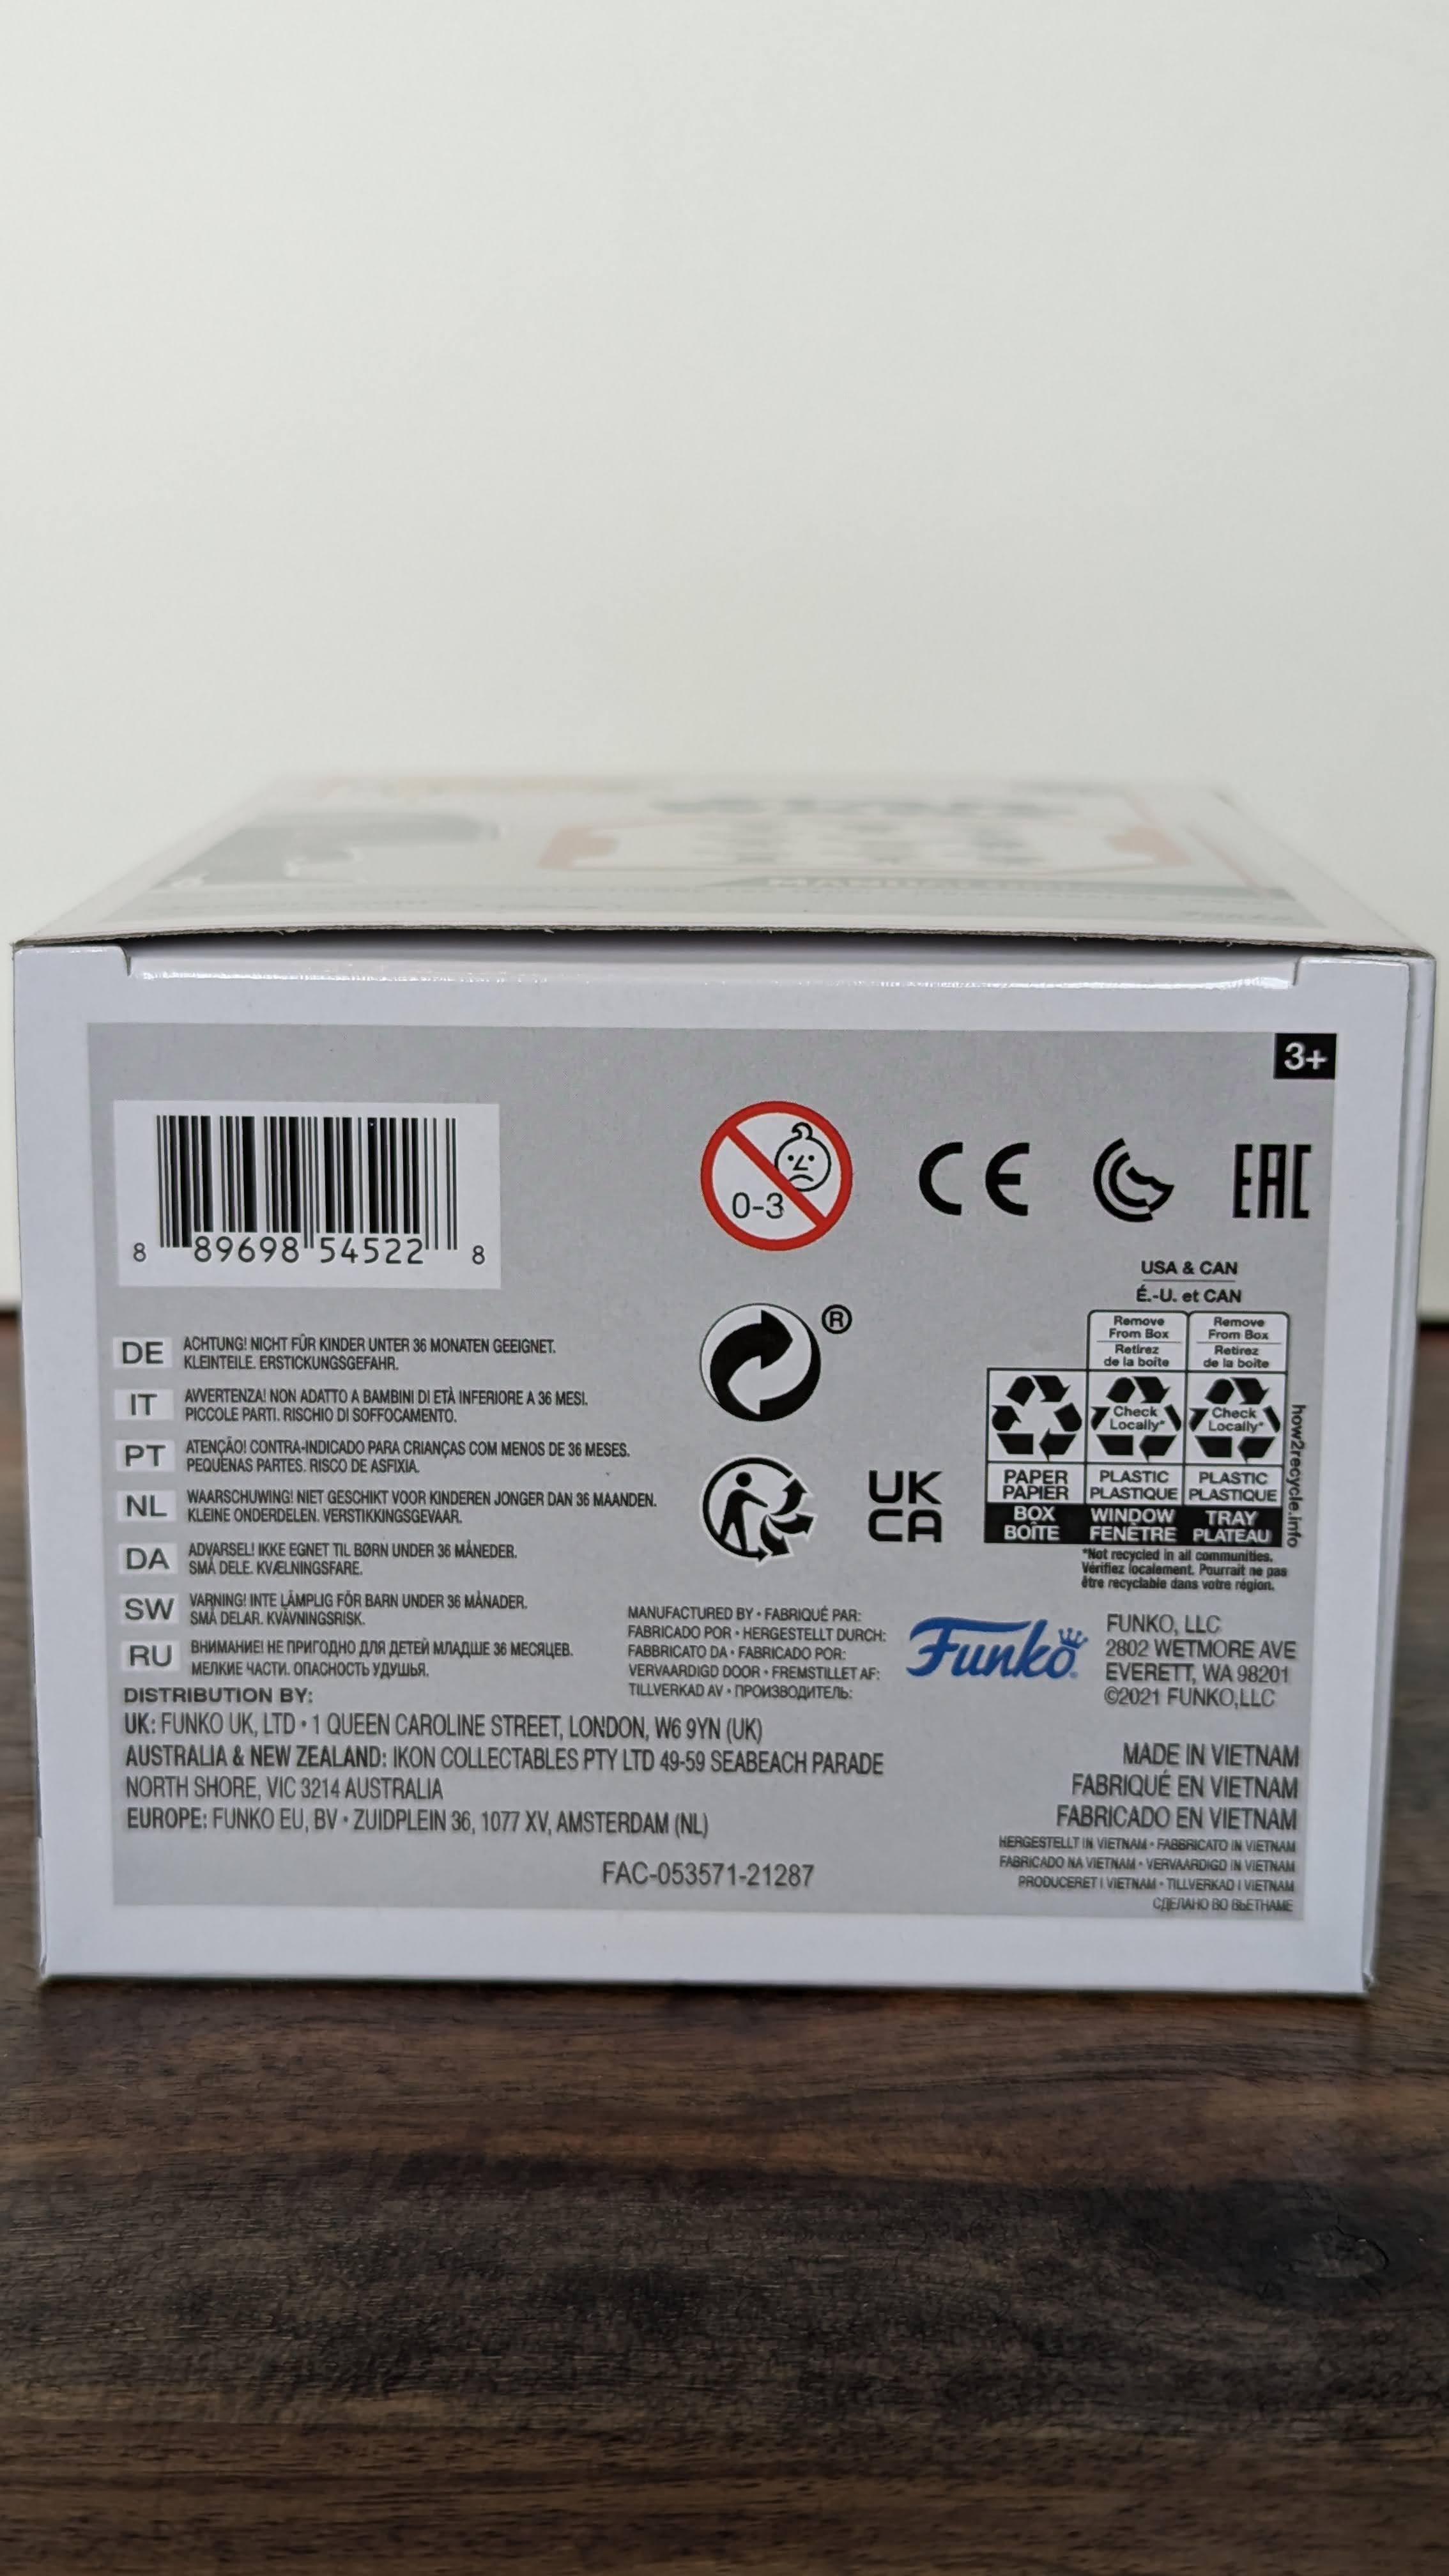 3+
8 89698 54522 8
0-3
CE
EAC
USA & CAN
É.-U. et CAN
Remove
From Box
Retirez
de la boîte
Remove
From Box
Retirez
de la boîte
®
Check
Locally*
Check
Locally*
PAPER
PAPIER
BOX
BOÎTE
PLASTIC
PLASTIQUE
WINDOW
FENÊTRE
PLASTIC
PLASTIQUE
TRAY
PLATEAU
how2recycle.info
*Not recycled in all communities.
Vérifiez localement. Pourrait ne pas
être recyclable dans votre région.
UK
CA
DE ACHTUNG! NICHT FÜR KINDER UNTER 36 MONATEN GEEIGNET.
KLEINTEILE. ERSTICKUNGSGEFAHR.
IT AVVERTENZA! NON ADATTO A BAMBINI DI ETÀ INFERIORE A 36 MESI.
PICCOLE PARTI. RISCHIO DI SOFFOCAMENTO.
PT ATENÇÃO! CONTRA-INDICADO PARA CRIANÇAS COM MENOS DE 36 MESES.
PEQUENAS PARTES. RISCO DE ASFIXIA.
NL WAARSCHUWING! NIET GESCHIKT VOOR KINDEREN JONGER DAN 36 MAANDEN.
KLEINE ONDERDELEN. VERSTIKKINGSGEVAAR.
DA ADVARSEL! IKKE EGNET TIL BØRN UNDER 36 MÅNEDER.
SMÅ DELE. KVÆLNINGSFARE.
SW VARNING! INTE LÄMPLIG FÖR BARN UNDER 36 MÅNADER.
SMÅ DELAR. KVÄVNINGSRISK.
RU ВНИМАНИЕ! НЕ ПРИГОДНО ДЛЯ ДЕТЕЙ МЛАДШЕ 36 МЕСЯЦЕВ.
МЕЛКИЕ ЧАСТИ. ОПАСНОСТЬ УДУШЬЯ.
MANUFACTURED BY • FABRIQUÉ PAR:
FABRICADO POR • HERGESTELLT DURCH:
FABBRICATO DA • FABRICADO POR:
VERVAARDIGD DOOR • FREMSTILLET AF:
TILLVERKAD AV • ПРОИЗВОДИТЕЛЬ:
Funko
FUNKO, LLC
2802 WETMORE AVE
EVERETT, WA 98201
©2021 FUNKO,LLC
DISTRIBUTION BY:
UK: FUNKO UK, LTD • 1 QUEEN CAROLINE STREET, LONDON, W6 9YN (UK)
AUSTRALIA & NEW ZEALAND: IKON COLLECTABLES PTY LTD 49-59 SEABEACH PARADE
NORTH SHORE, VIC 3214 AUSTRALIA
EUROPE: FUNKO EU, BV • ZUIDPLEIN 36, 1077 XV, AMSTERDAM (NL)
MADE IN VIETNAM
FABRIQUÉ EN VIETNAM
FABRICADO EN VIETNAM
HERGESTELLT IN VIETNAM • FABBRICATO IN VIETNAM
FABRICADO NA VIETNAM • VERVAARDIGD IN VIETNAM
PRODUCERET I VIETNAM • TILLVERKAD I VIETNAM
СДЕЛАНО ВО ВЬЕТНАМЕ
FAC-053571-21287